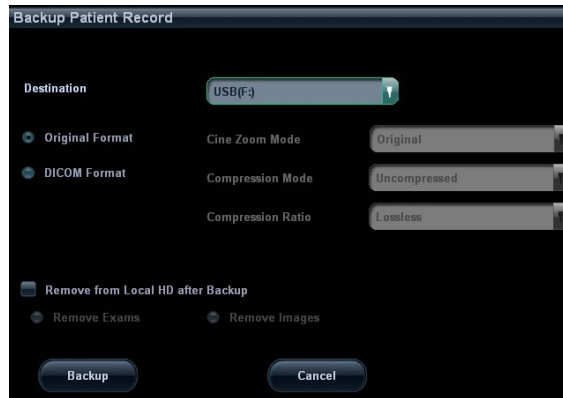 Backup Patient Record
Destination USB(F:)
Original Format Cine Zoom Mode Original
DICOM Format Compression Mode Uncompressed
Compression Ratio Lossless
Remove from Local HD after Backup
Remove Exams Remove Images
Backup Cancel